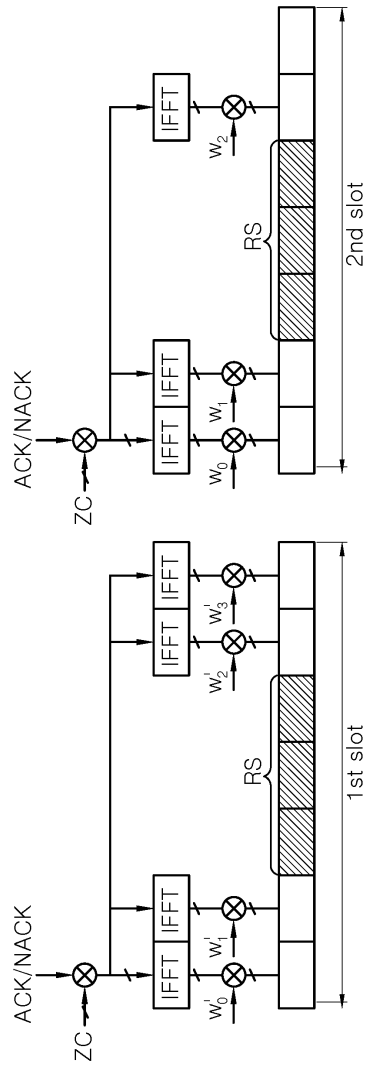 ACK/NACK
ZC
IFFT IFFT IFFT IFFT
w'₀ w'₁ w'₂ w'₃
RS
1st slot
ACK/NACK
ZC
IFFT IFFT IFFT
w₀ w₁ w₂
RS
2nd slot